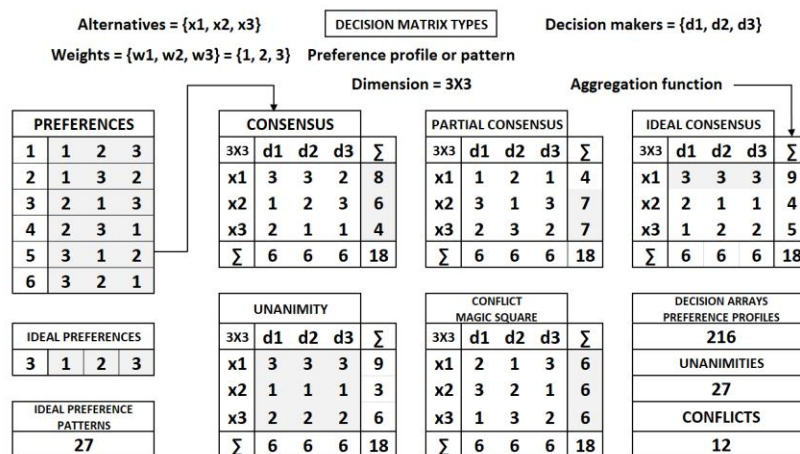 Alternatives = {x1, x2, x3} DECISION MATRIX TYPES Decision makers = {d1, d2, d3}
Weights = {w1, w2, w3} = {1, 2, 3} Preference profile or pattern
Dimension = 3X3 Aggregation function
PREFERENCES
1 1 2 3
2 1 3 2
3 2 1 3
4 2 3 1
5 3 1 2
6 3 2 1
CONSENSUS
3X3 d1 d2 d3 ∑
x1 3 3 2 8
x2 1 2 3 6
x3 2 1 1 4
∑ 6 6 6 18
PARTIAL CONSENSUS
3X3 d1 d2 d3 ∑
x1 1 2 1 4
x2 3 1 3 7
x3 2 3 2 7
∑ 6 6 6 18
IDEAL CONSENSUS
3X3 d1 d2 d3 ∑
x1 3 3 3 9
x2 2 1 1 4
x3 1 2 2 5
∑ 6 6 6 18
IDEAL PREFERENCES
3 1 2 3
IDEAL PREFERENCE
PATTERNS
27
UNANIMITY
3X3 d1 d2 d3 ∑
x1 3 3 3 9
x2 1 1 1 3
x3 2 2 2 6
∑ 6 6 6 18
CONFLICT
MAGIC SQUARE
3X3 d1 d2 d3 ∑
x1 2 1 3 6
x2 3 2 1 6
x3 1 3 2 6
∑ 6 6 6 18
DECISION ARRAYS
PREFERENCE PROFILES
216
UNANIMITIES
27
CONFLICTS
12